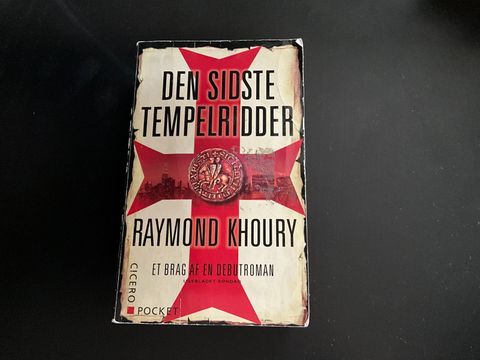 DEN SIDSTE
TEMPELRIDDER
RAYMOND KHOURY
ET BRAG AF EN DEBUTROMAN
CICERO
POCKET